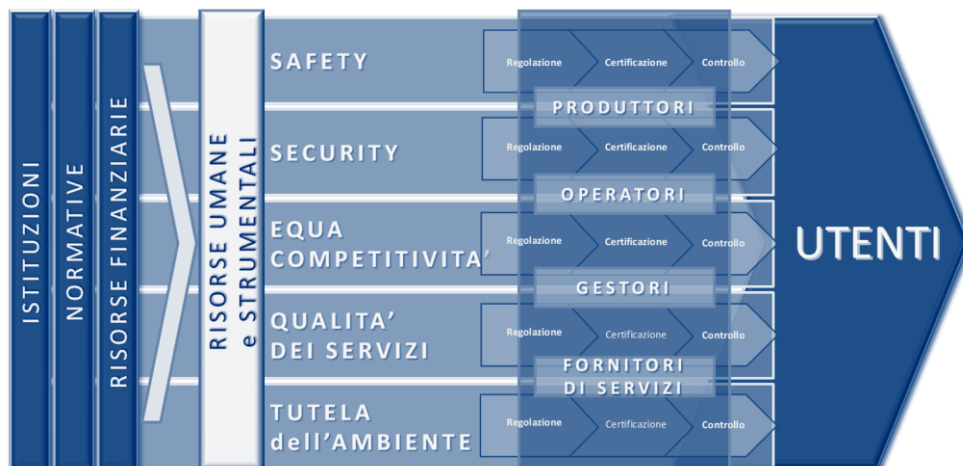 ISTITUZIONI
NORMATIVE
RISORSE FINANZIARIE
RISORSE UMANE
e STRUMENTALI
SAFETY
Regolazione Certificazione Controllo
PRODUTTORI
SECURITY
Regolazione Certificazione Controllo
OPERATORI
EQUA
COMPETITIVITA'
Regolazione Certificazione Controllo
GESTORI
QUALITA'
DEI SERVIZI
Regolazione Certificazione Controllo
FORNITORI
DI SERVIZI
TUTELA
dell'AMBIENTE
Regolazione Certificazione Controllo
UTENTI